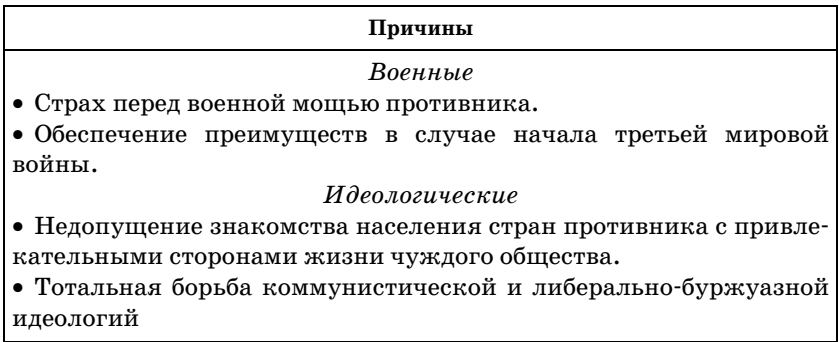 Причины
Военные
• Страх перед военной мощью противника.
• Обеспечение преимуществ в случае начала третьей мировой
войны.
Идеологические
• Недопущение знакомства населения стран противника с привле-
кательными сторонами жизни чуждого общества.
• Тотальная борьба коммунистической и либерально-буржуазной
идеологий